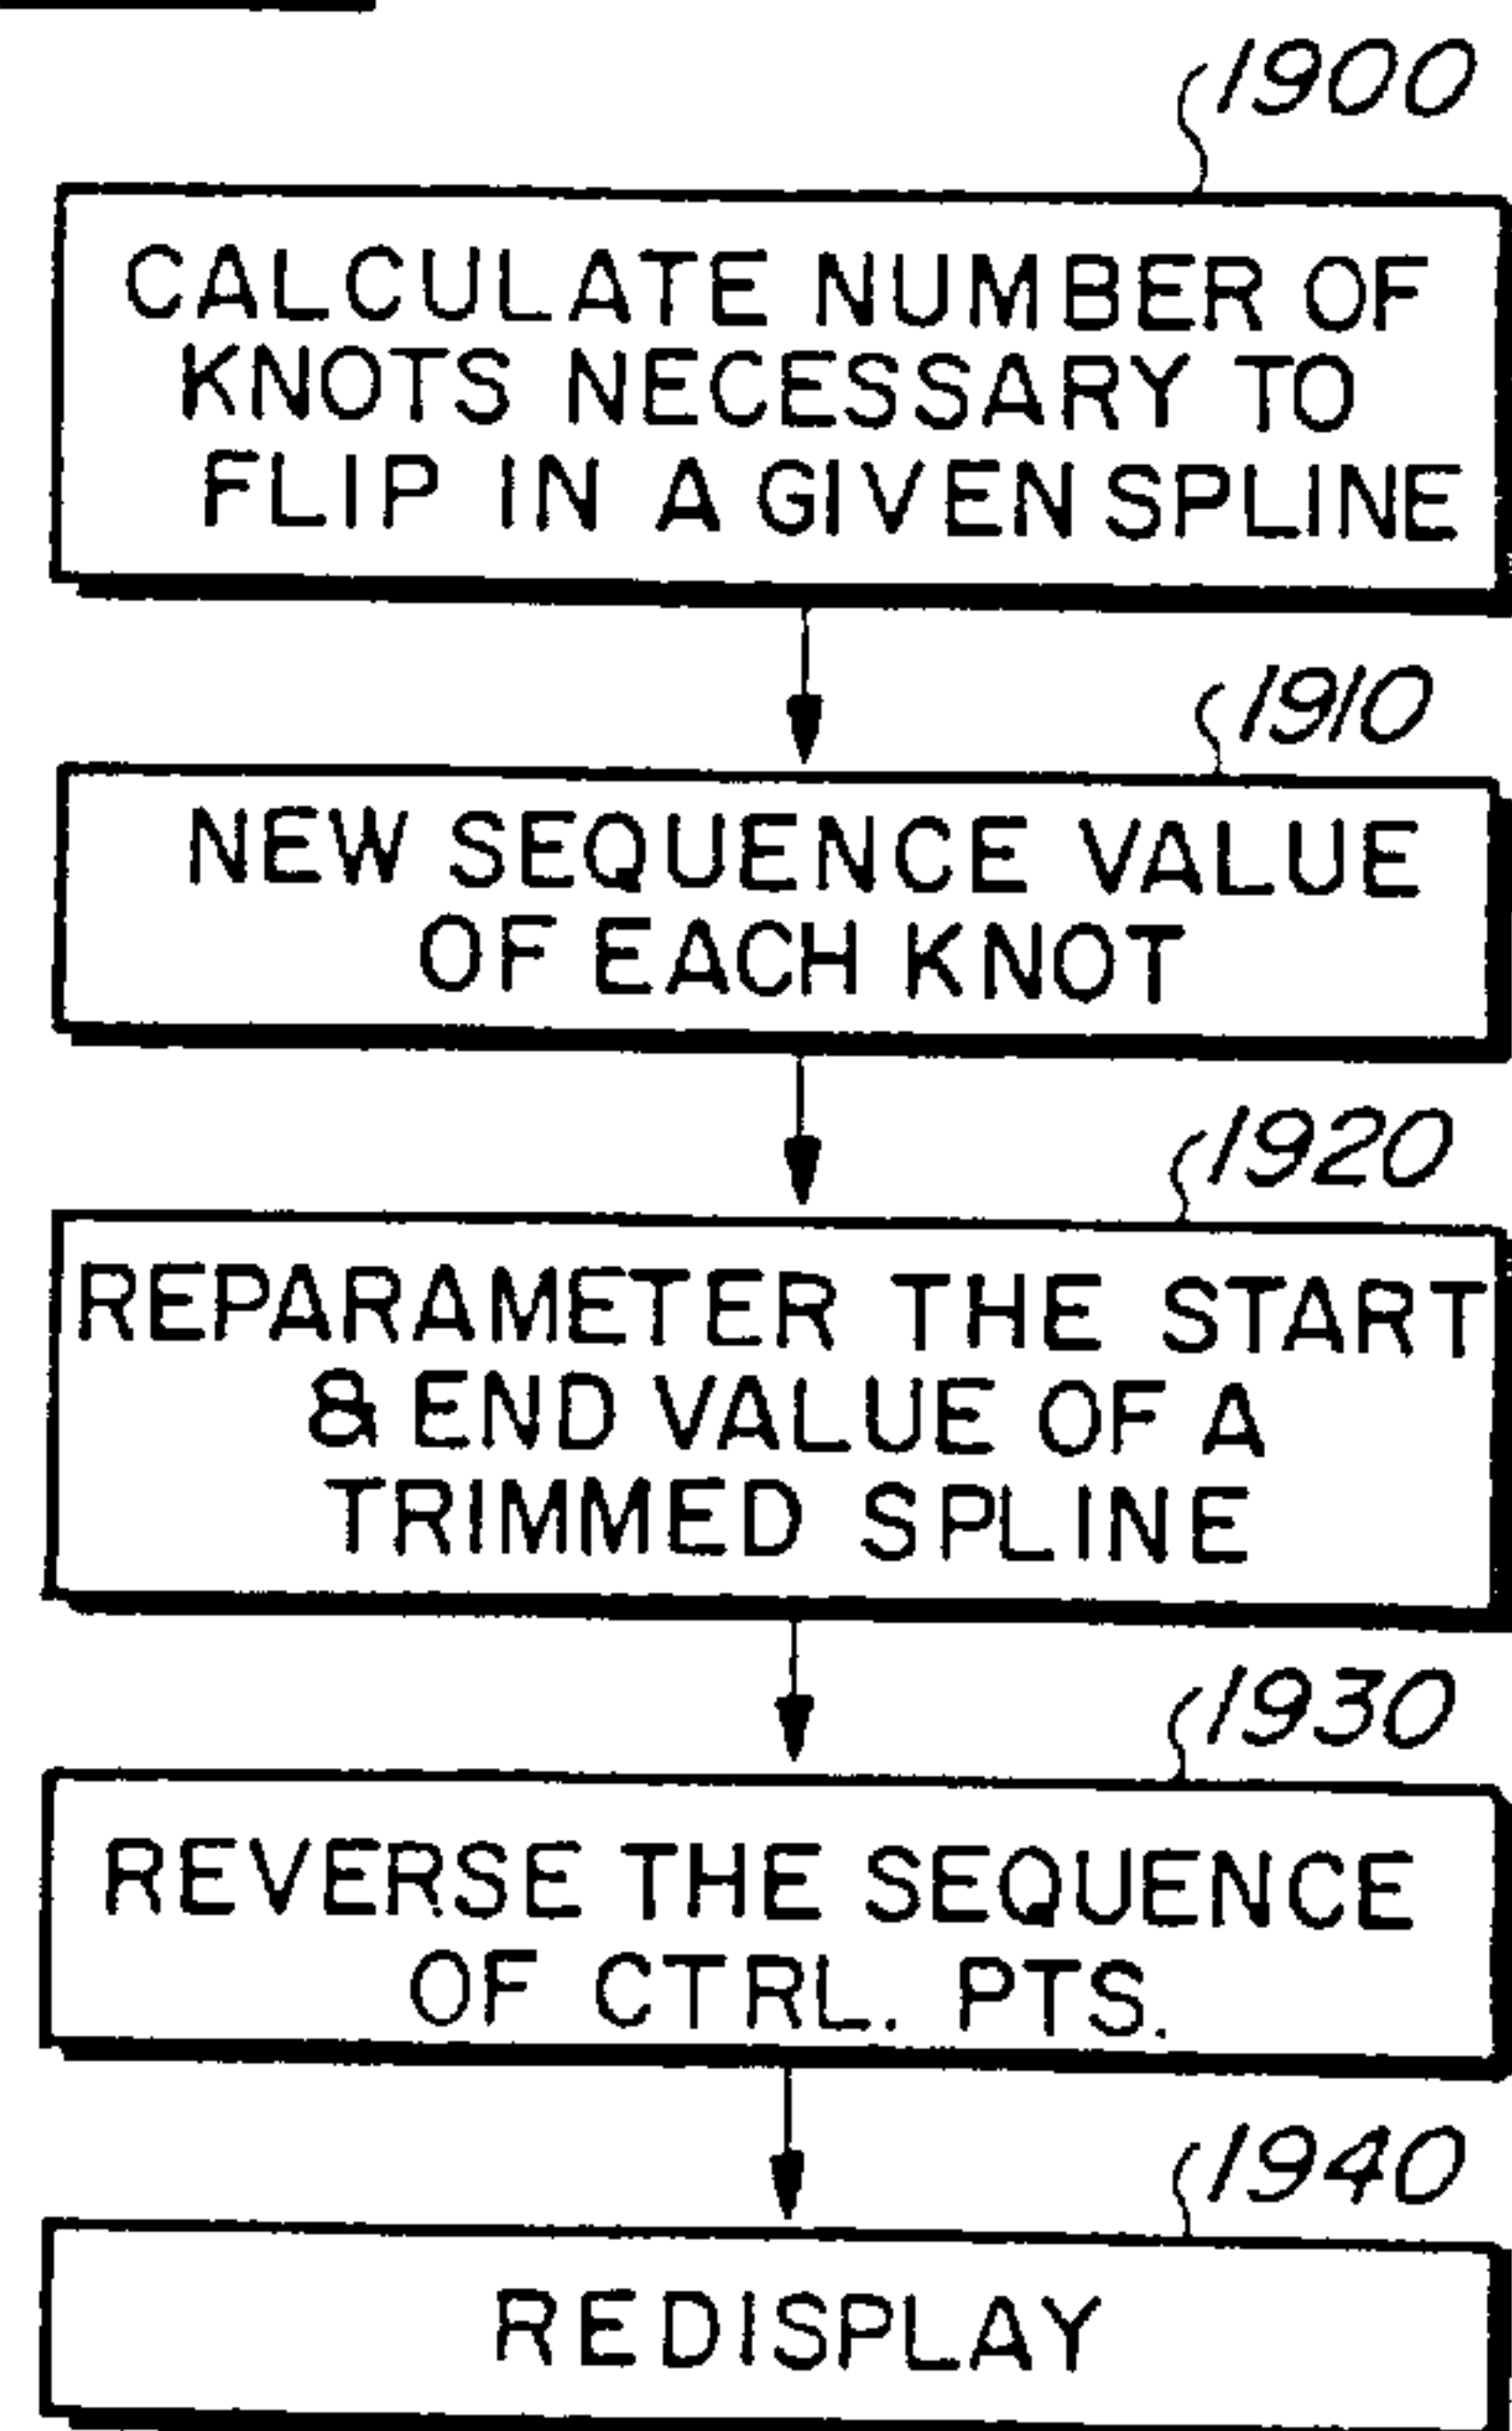 1900
CALCULATE NUMBER OF
KNOTS NECESSARY TO
FLIP IN A GIVEN SPLINE
1910
NEW SEQUENCE VALUE
OF EACH KNOT
1920
REPARAMETER THE START
& END VALUE OF A
TRIMMED SPLINE
1930
REVERSE THE SEQUENCE
OF CTRL. PTS.
1940
REDISPLAY